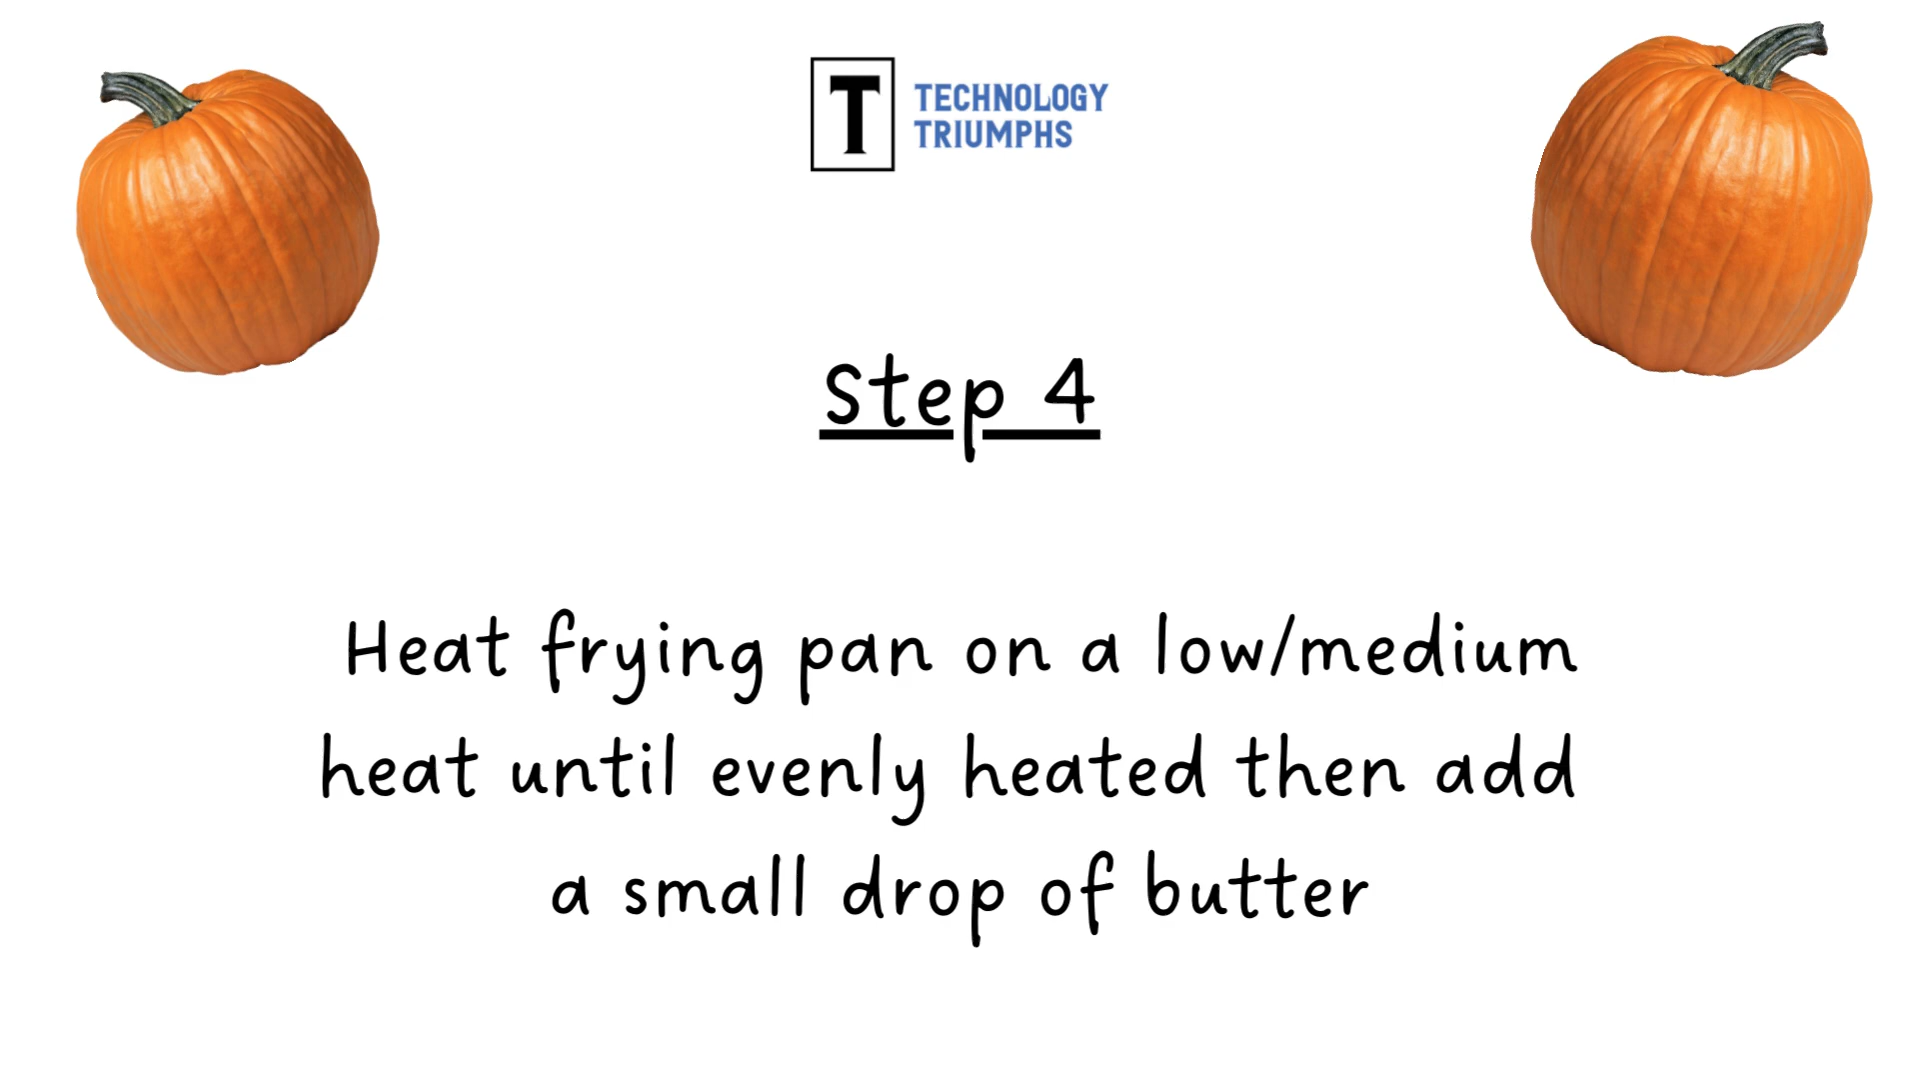 T
TECHNOLOGY
TRIUMPHS
Step 4
Heat frying pan on a low/medium
heat until evenly heated then add
a small drop of butter